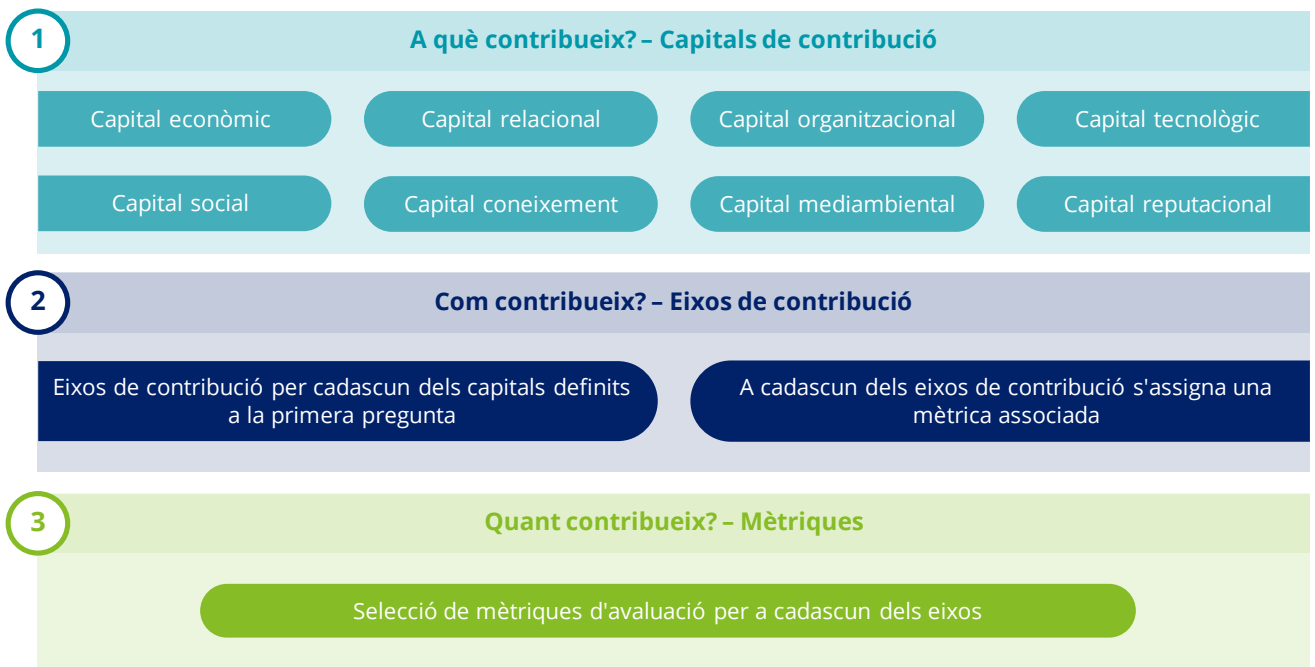 1
A què contribueix? – Capitals de contribució
Capital econòmic
Capital relacional
Capital organitzacional
Capital tecnològic
Capital social
Capital coneixement
Capital mediambiental
Capital reputacional
2
Com contribueix? – Eixos de contribució
Eixos de contribució per cadascun dels capitals definits
a la primera pregunta
A cadascun dels eixos de contribució s'assigna una
mètrica associada
3
Quant contribueix? – Mètriques
Selecció de mètriques d'avaluació per a cadascun dels eixos